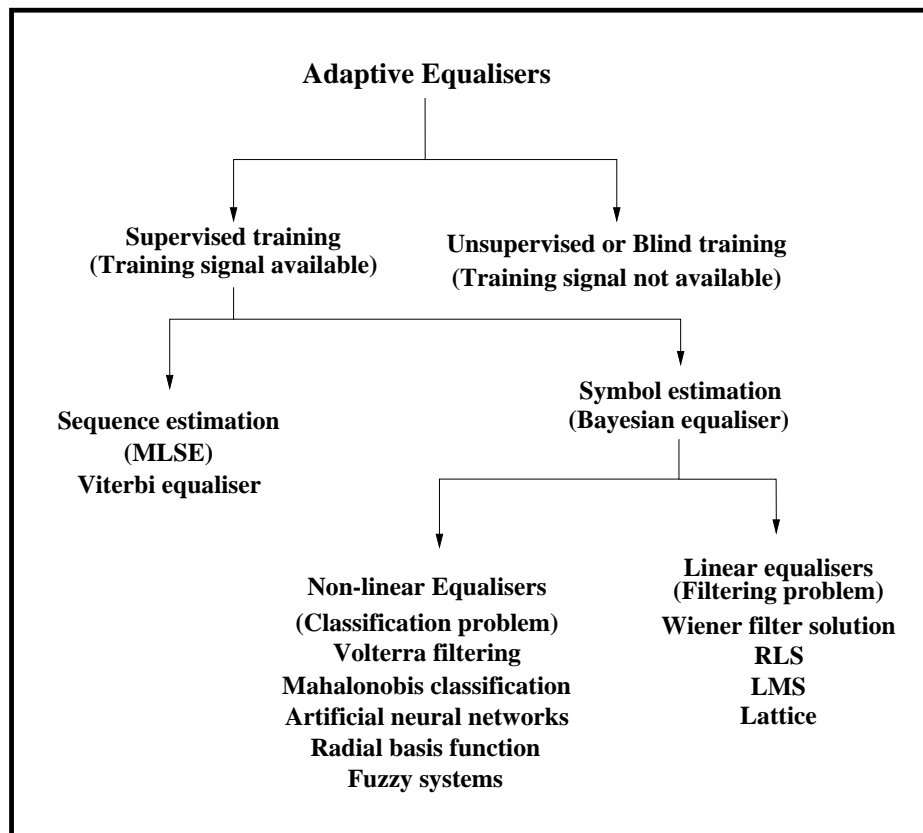 Adaptive Equalisers
Supervised training
(Training signal available)
Unsupervised or Blind training
(Training signal not available)
Sequence estimation
(MLSE)
Viterbi equaliser
Symbol estimation
(Bayesian equaliser)
Non-linear Equalisers
(Classification problem)
Volterra filtering
Mahalonobis classification
Artificial neural networks
Radial basis function
Fuzzy systems
Linear equalisers
(Filtering problem)
Wiener filter solution
RLS
LMS
Lattice